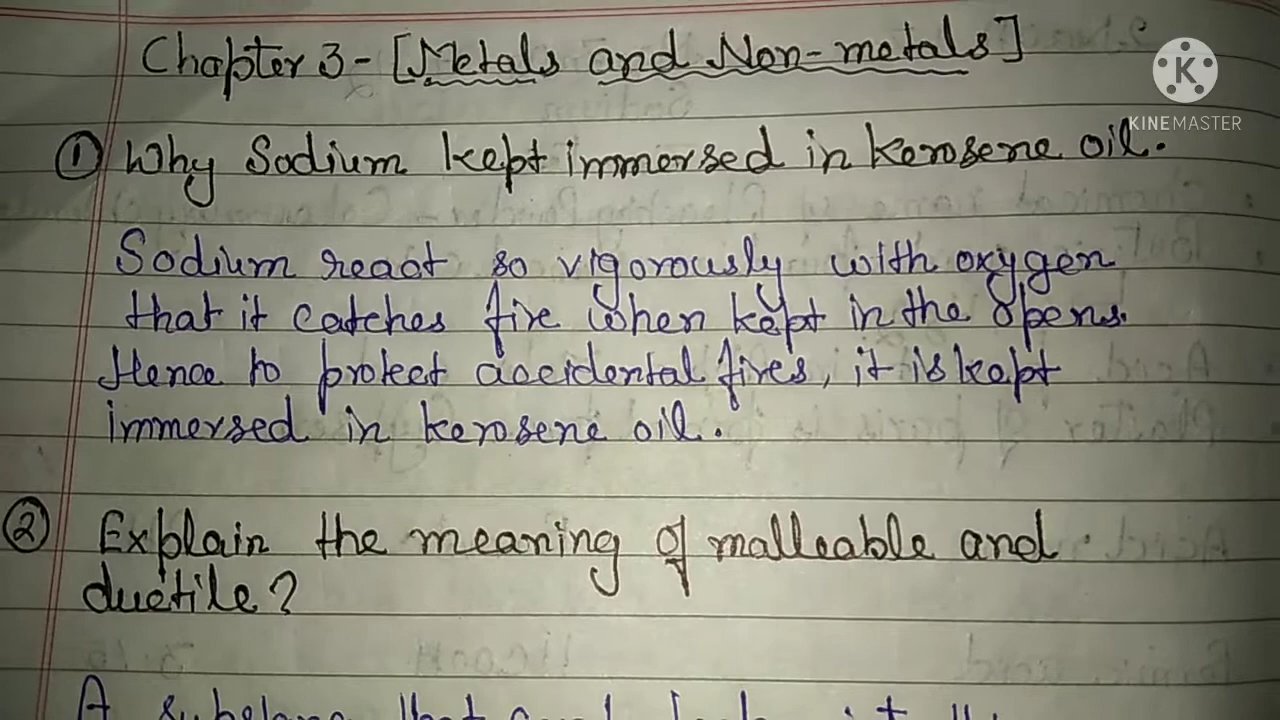 Chapter 3 - [Metals and Non-metals]
K
KINEMASTER
① Why Sodium kept immersed in kerosene oil.
Sodium react so vigorously with oxygen
that it catches fire when kept in the opens.
Hence to protect accidental fires, it is kept
immersed in kerosene oil.
② Explain the meaning of malleable and
ductile?
A